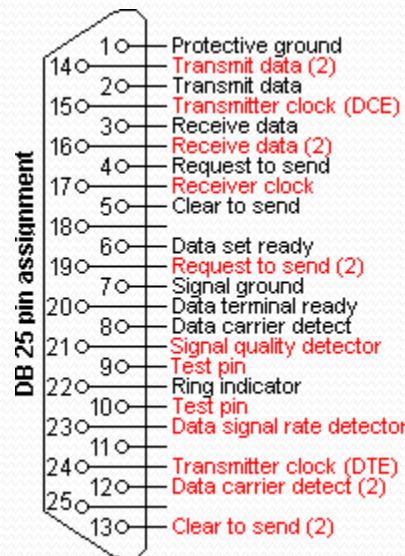 DB 25 pin assignment
1 Protective ground
14 Transmit data (2)
2 Transmit data
15 Transmitter clock (DCE)
3 Receive data
16 Receive data (2)
4 Request to send
17 Receiver clock
5 Clear to send
18
6 Data set ready
19 Request to send (2)
7 Signal ground
20 Data terminal ready
8 Data carrier detect
21 Signal quality detector
9 Test pin
22 Ring indicator
10 Test pin
23 Data signal rate detector
11
24 Transmitter clock (DTE)
12 Data carrier detect (2)
25
13 Clear to send (2)